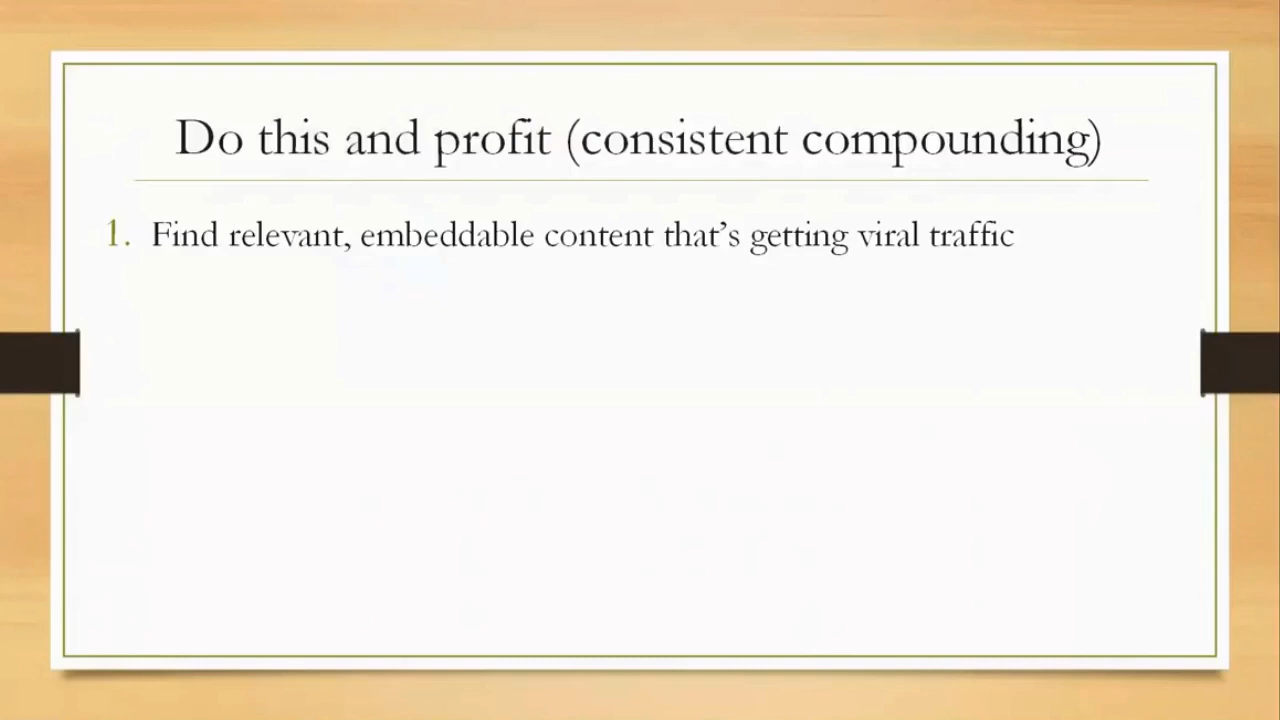 Do this and profit (consistent compounding)
1. Find relevant, embeddable content that’s getting viral traffic